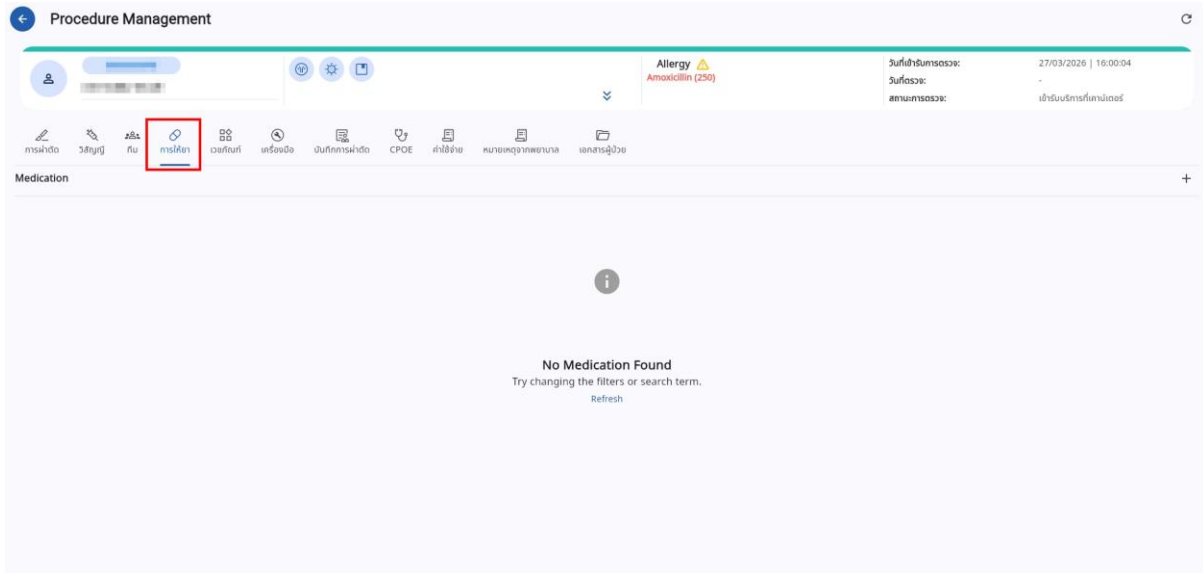 Procedure Management
Allergy
Amoxicillin (250)
วันที่เข้ารับการตรวจ: 27/03/2026 | 16:00:04
วันที่ตรวจ: -
สถานะการตรวจ: เข้ารับบริการที่เคาน์เตอร์
การผ่าตัด วิสัญญี ทีม การให้ยา เวชภัณฑ์ เครื่องมือ บันทึกการผ่าตัด CPOE ค่าใช้จ่าย หมายเหตุจากพยาบาล เอกสารผู้ป่วย
Medication
No Medication Found
Try changing the filters or search term.
Refresh